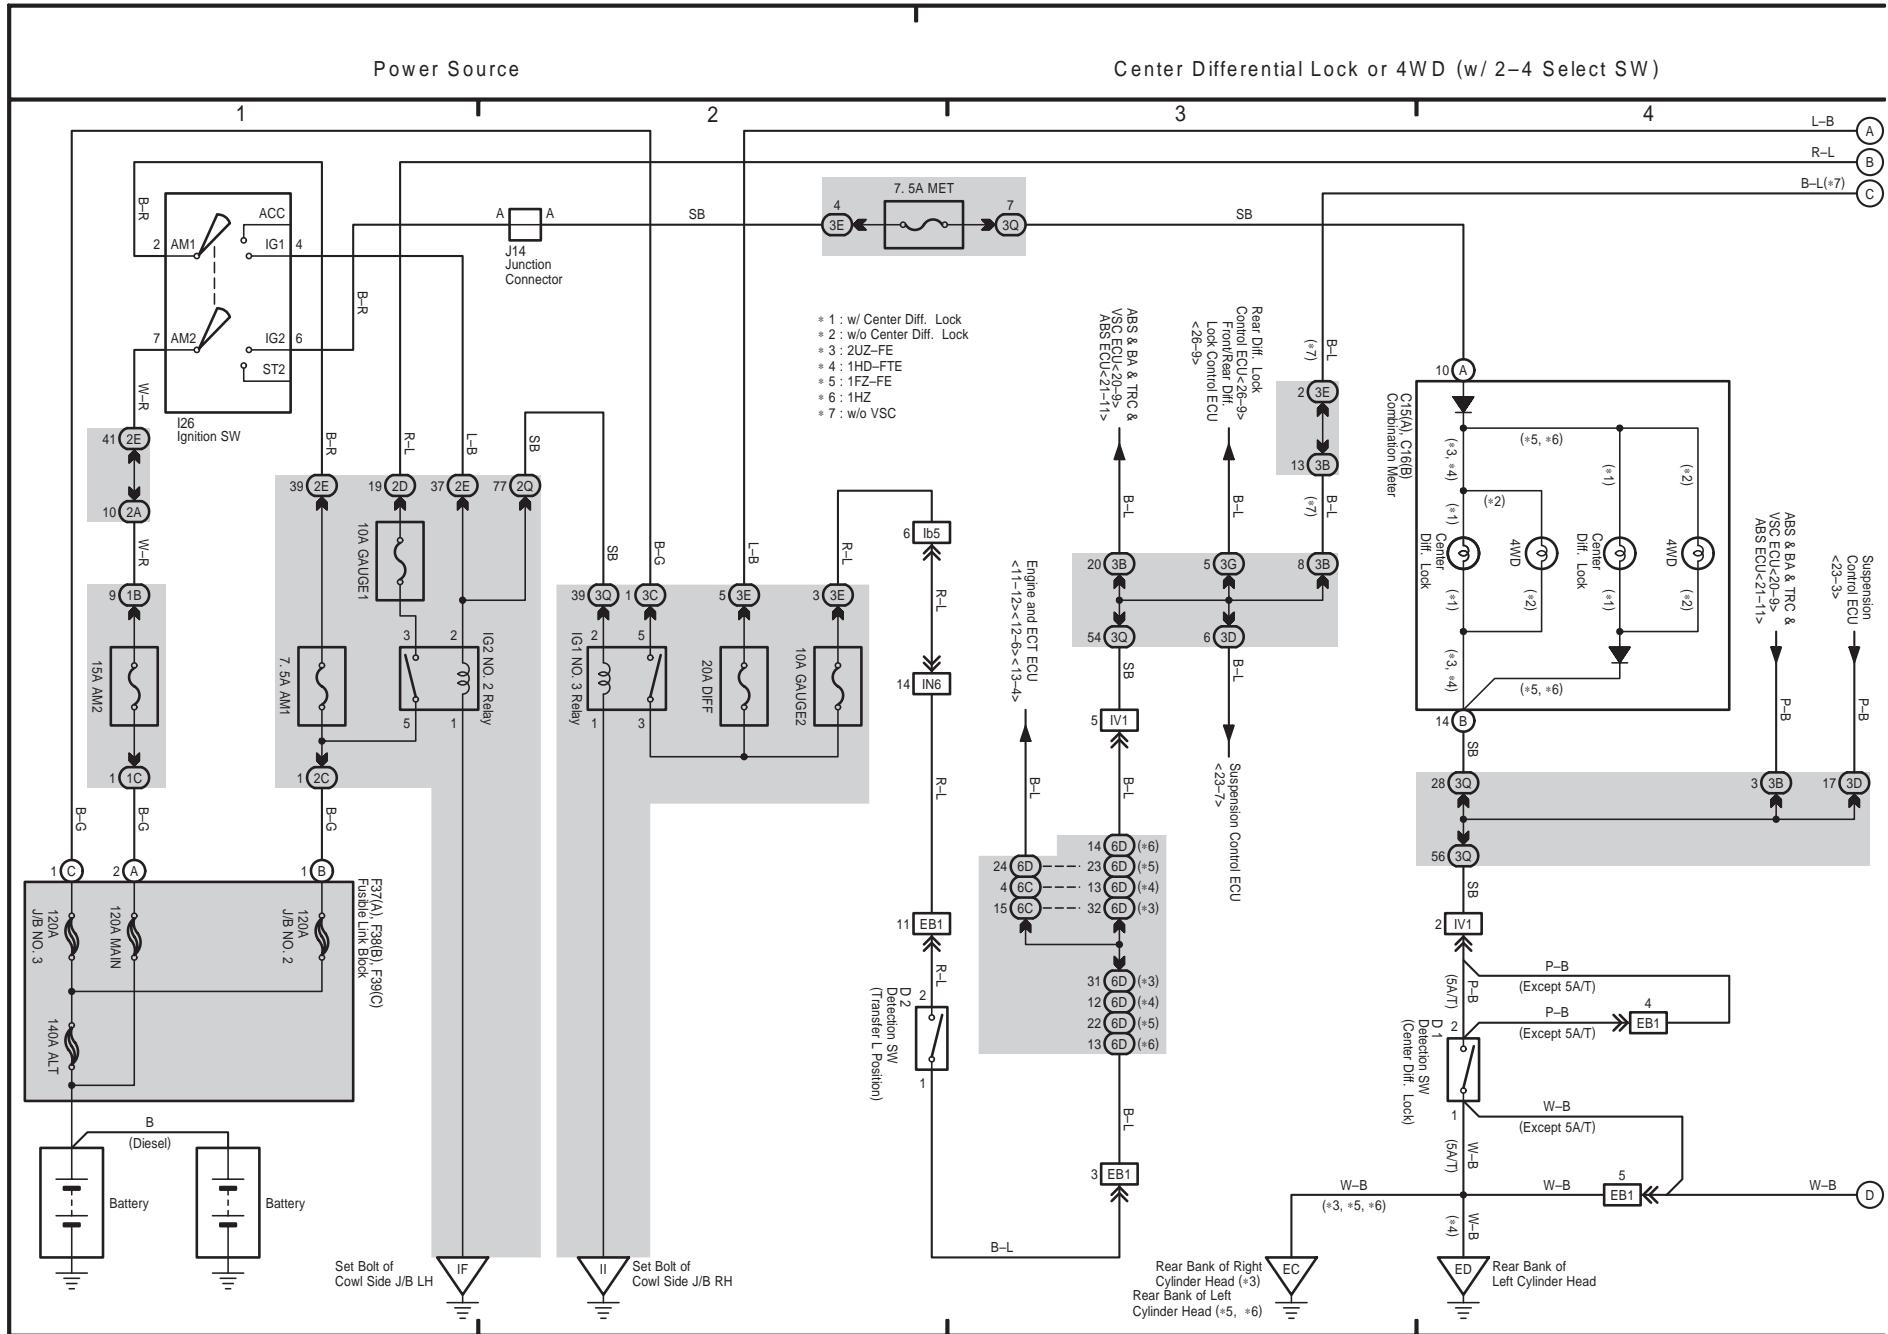 Power Source
Center Differential Lock or 4WD (w/ 2–4 Select SW)
1
2
3
4
L–B
A
R–L
B
B–L(∗7)
C
7. 5A MET
4
3E
7
3Q
SB
SB
A
A
J14
Junction
Connector
B–R
ACC
2
AM1
IG1
4
7
AM2
IG2
6
ST2
I26
Ignition SW
B–R
W–R
∗ 1 : w/ Center Diff. Lock
∗ 2 : w/o Center Diff. Lock
∗ 3 : 2UZ–FE
∗ 4 : 1HD–FTE
∗ 5 : 1FZ–FE
∗ 6 : 1HZ
∗ 7 : w/o VSC
41
2E
10
2A
W–R
9
1B
15A AM2
1
1C
B–G
B–G
B–R
R–L
L–B
SB
39
2E
19
2D
37
2E
77
2Q
10A GAUGE1
7. 5A AM1
3
2
5
1
IG2 NO. 2 Relay
1
2C
B–G
SB
B–G
L–B
R–L
39
3Q
1
3C
5
3E
3
3E
2
5
1
3
IG1 NO. 3 Relay
20A DIFF
10A GAUGE2
1
C
2
A
1
B
120A
J/B NO. 3
120A MAIN
120A
J/B NO. 2
140A ALT
F37(A), F38(B), F39(C)
Fusible Link Block
B
(Diesel)
Battery
Battery
Set Bolt of
Cowl Side J/B LH
IF
II
Set Bolt of
Cowl Side J/B RH
6
Ib5
R–L
14
IN6
R–L
11
EB1
R–L
2
1
D 2
Detection SW
(Transfer L Position)
B–L
ABS & BA & TRC &
VSC ECU<20–9>
ABS ECU<21–11>
B–L
Rear Diff. Lock
Control ECU<26–9>
Front/Rear Diff.
Lock Control ECU
<26–9>
B–L
B–L
(∗7)
2
3E
13
3B
B–L
(∗7)
20
3B
5
3G
8
3B
54
3Q
6
3D
SB
B–L
Suspension Control ECU
<23–7>
5
IV1
B–L
Engine and ECT ECU
<11–12><12–6><13–4>
B–L
14
6D
(∗6)
24
6D
23
6D
(∗5)
4
6C
13
6D
(∗4)
15
6C
32
6D
(∗3)
31
6D
(∗3)
12
6D
(∗4)
22
6D
(∗5)
13
6D
(∗6)
B–L
3
EB1
10
A
C15(A), C16(B)
Combination Meter
(∗5, ∗6)
(∗3, ∗4)
(∗2)
(∗1)
(∗1)
(∗2)
Center
Diff. Lock
4WD
Center
Diff. Lock
4WD
(∗1)
(∗2)
(∗1)
(∗2)
(∗3, ∗4)
(∗5, ∗6)
14
B
SB
ABS & BA & TRC &
VSC ECU<20–9>
ABS ECU<21–11>
P–B
Suspension
Control ECU
<23–3>
P–B
28
3Q
3
3B
17
3D
56
3Q
SB
2
IV1
P–B
(5A/T)
P–B
(Except 5A/T)
P–B
(Except 5A/T)
4
EB1
2
1
D 1
Detection SW
(Center Diff. Lock)
W–B
(Except 5A/T)
W–B
(5A/T)
W–B
(∗3, ∗5, ∗6)
W–B
5
EB1
W–B
D
W–B
(∗4)
Rear Bank of Right
Cylinder Head (∗3)
Rear Bank of Left
Cylinder Head (∗5, ∗6)
EC
ED
Rear Bank of
Left Cylinder Head